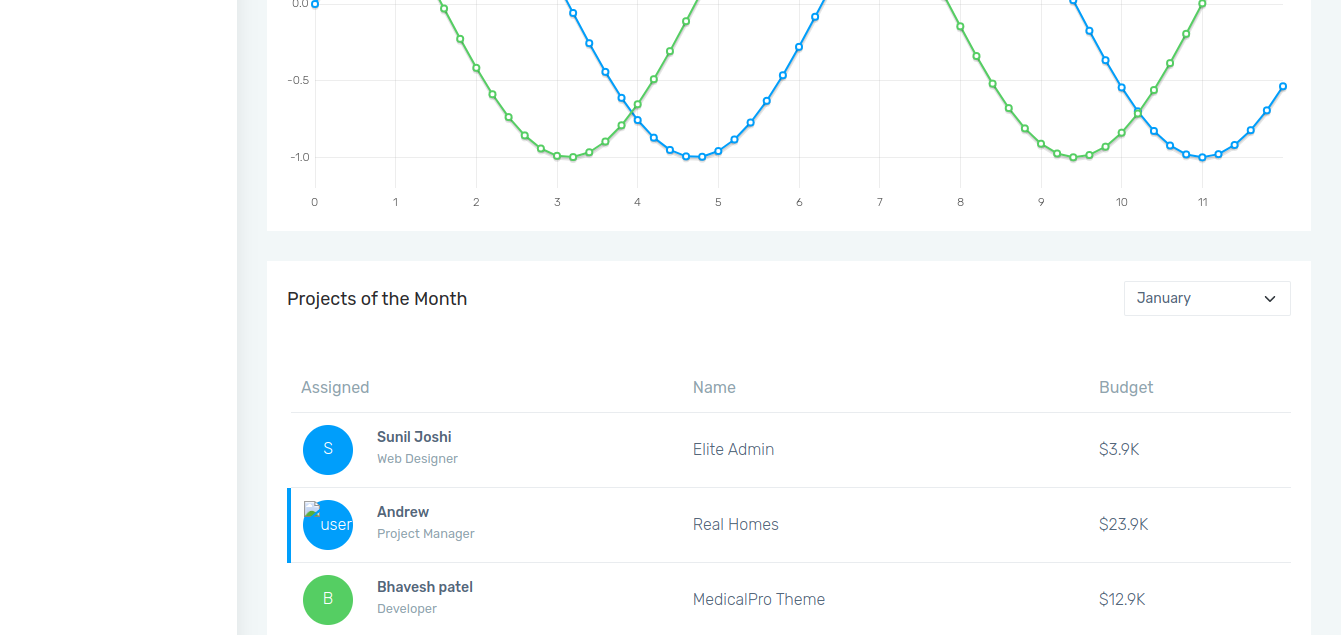 0.0
-0.5
-1.0
0 1 2 3 4 5 6 7 8 9 10 11
Projects of the Month
January
Assigned Name Budget
S Sunil Joshi Elite Admin $3.9K
Web Designer
user Andrew Real Homes $23.9K
Project Manager
B Bhavesh patel MedicalPro Theme $12.9K
Developer